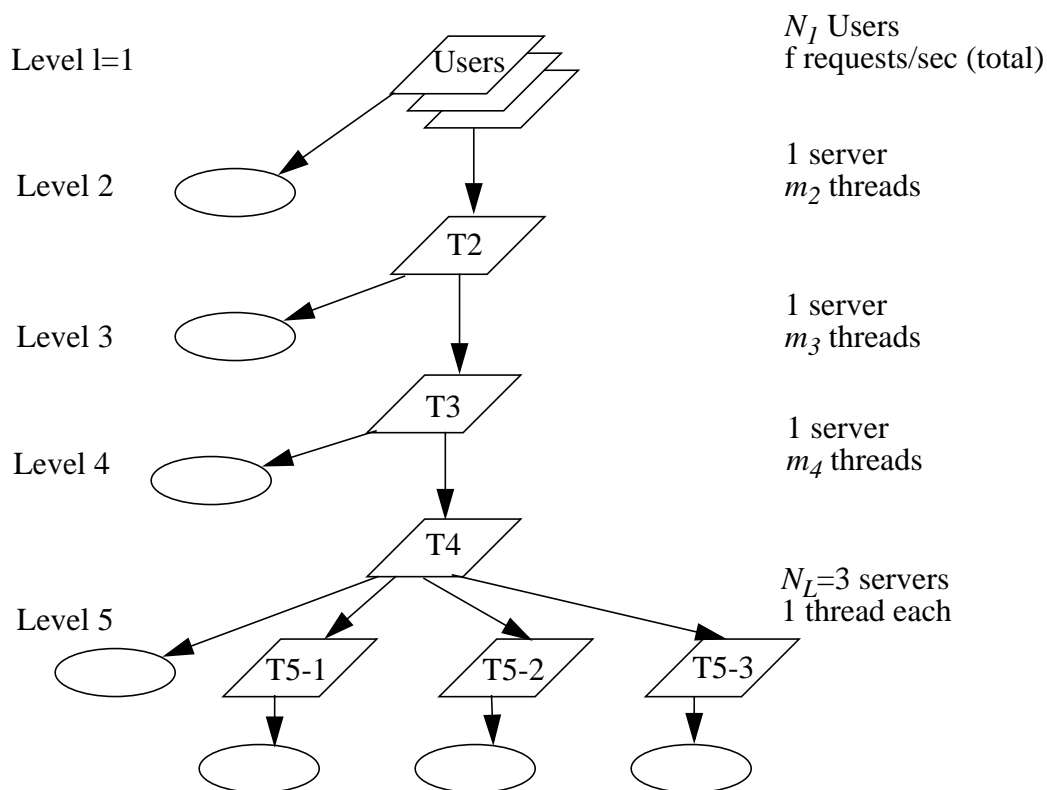 Level l=1
Users
N1 Users
f requests/sec (total)
Level 2
1 server
m2 threads
T2
Level 3
1 server
m3 threads
T3
Level 4
1 server
m4 threads
T4
Level 5
NL=3 servers
1 thread each
T5-1
T5-2
T5-3